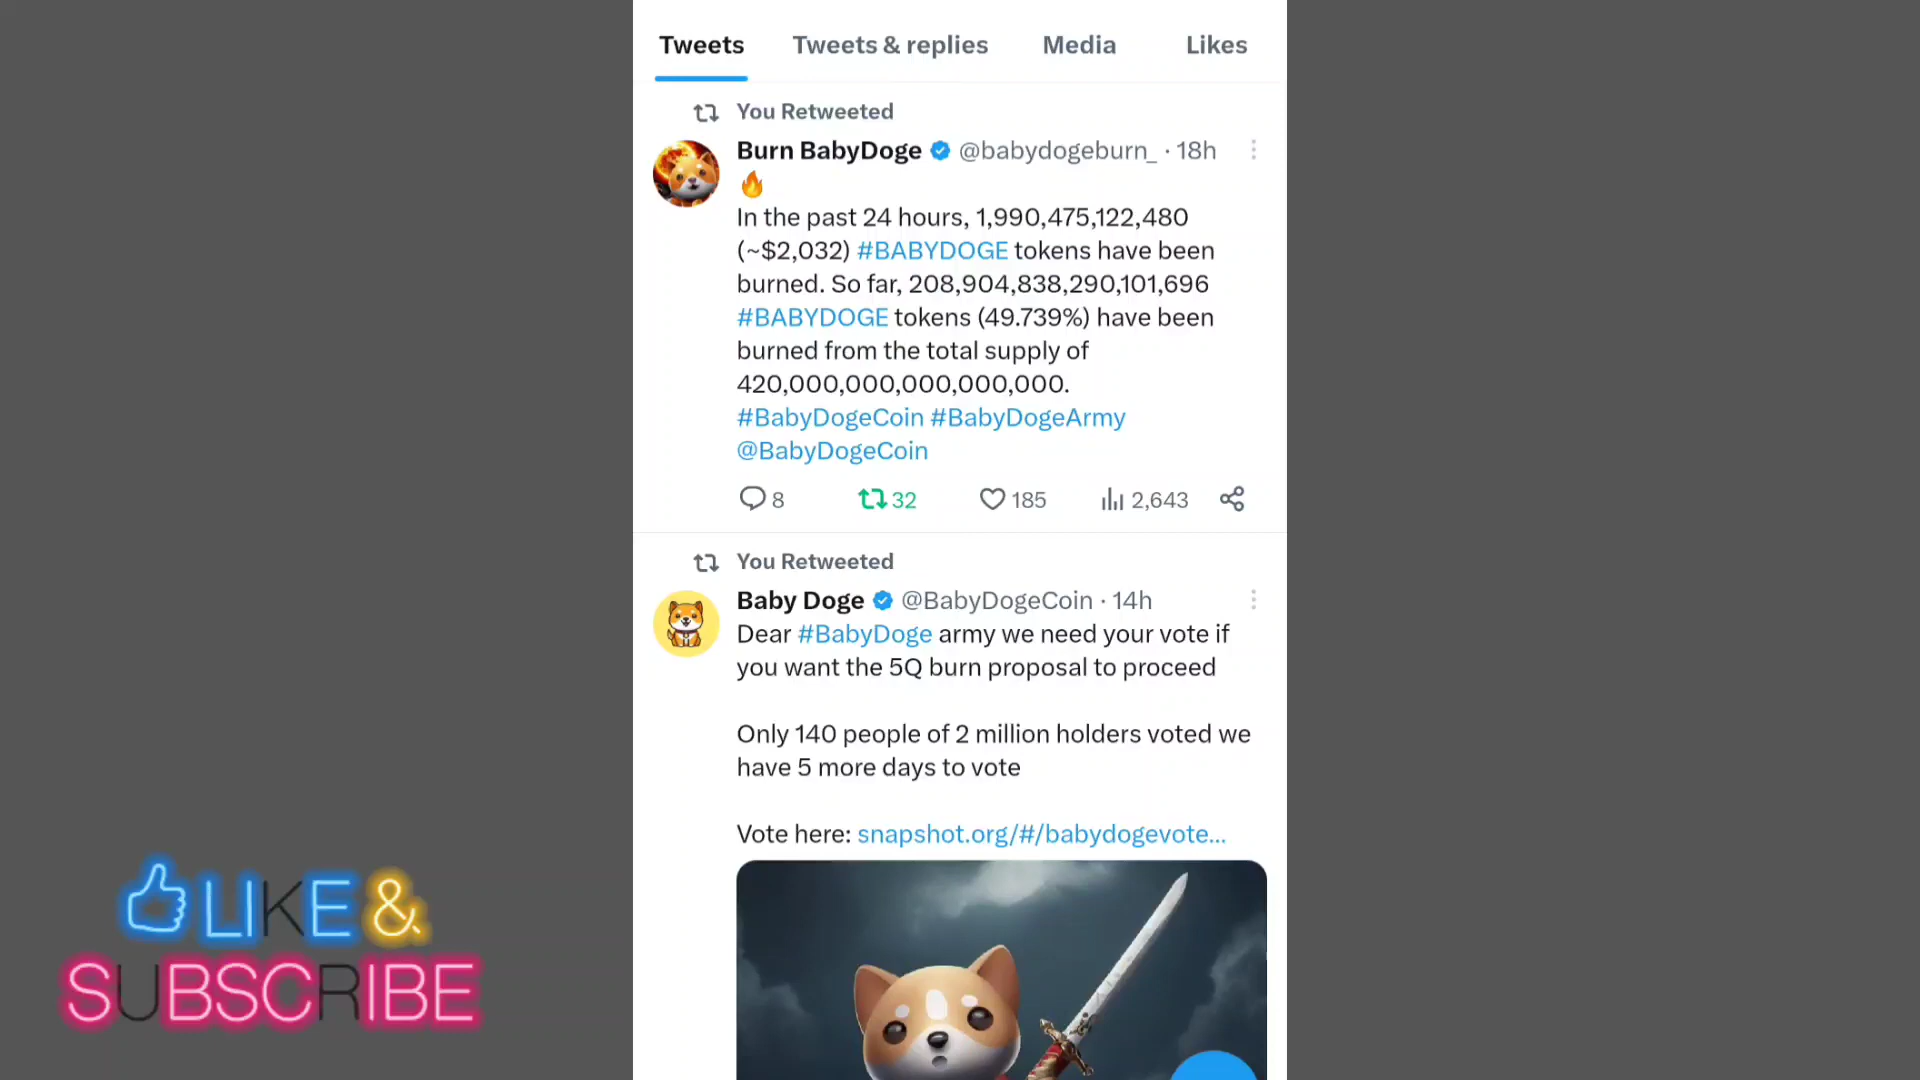 Tweets Tweets & replies Media Likes
You Retweeted
Burn BabyDoge @babydogeburn_ · 18h
🔥
In the past 24 hours, 1,990,475,122,480
(~$2,032) #BABYDOGE tokens have been
burned. So far, 208,904,838,290,101,696
#BABYDOGE tokens (49.739%) have been
burned from the total supply of
420,000,000,000,000,000.
#BabyDogeCoin #BabyDogeArmy
@BabyDogeCoin
8 32 185 2,643
You Retweeted
Baby Doge @BabyDogeCoin · 14h
Dear #BabyDoge army we need your vote if
you want the 5Q burn proposal to proceed
Only 140 people of 2 million holders voted we
have 5 more days to vote
Vote here: snapshot.org/#/babydogevote...
LIKE &
SUBSCRIBE